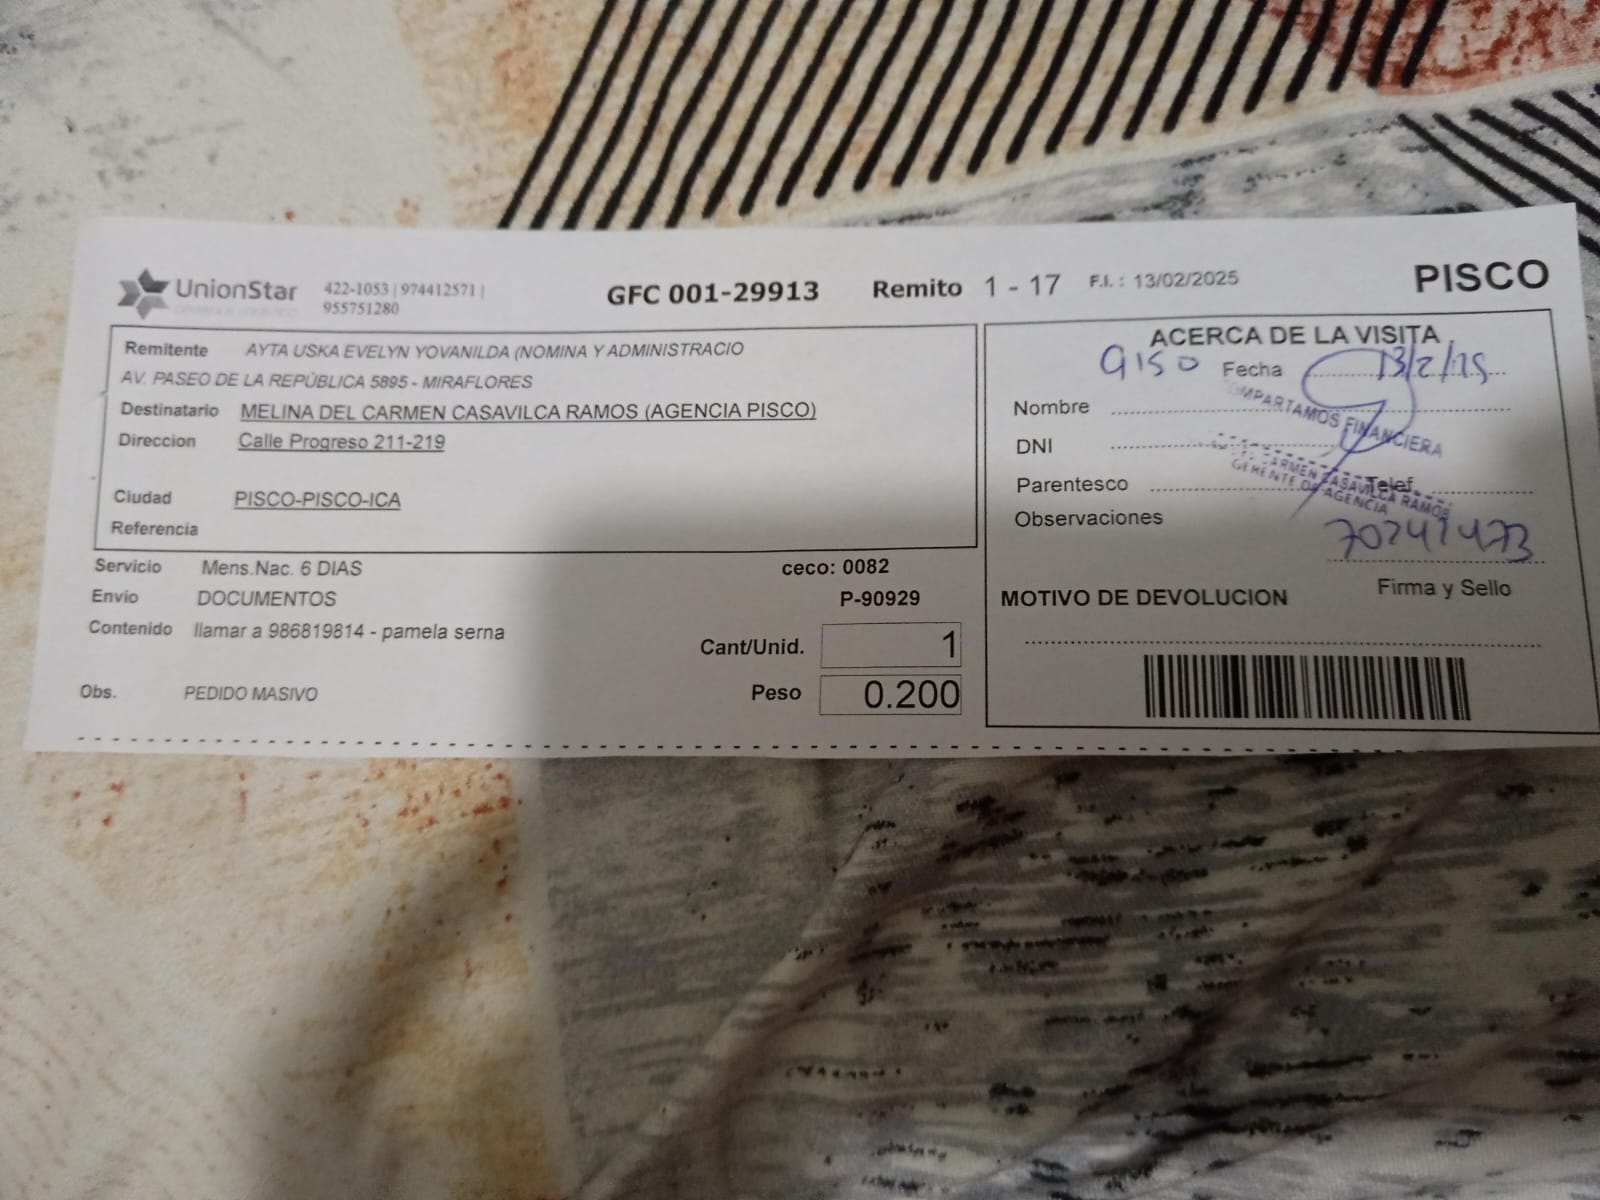 UnionStar
422-1053 | 974412571 |
955751280
GFC 001-29913
Remito 1 - 17
F.I. : 13/02/2025
PISCO
Remitente AYTA USKA EVELYN YOVANILDA (NOMINA Y ADMINISTRACIO
AV. PASEO DE LA REPÚBLICA 5895 - MIRAFLORES
Destinatario MELINA DEL CARMEN CASAVILCA RAMOS (AGENCIA PISCO)
Direccion Calle Progreso 211-219
Ciudad PISCO-PISCO-ICA
Referencia
Servicio Mens.Nac. 6 DIAS
ceco: 0082
Envio DOCUMENTOS
P-90929
Contenido llamar a 986819814 - pamela serna
Cant/Unid. 1
Obs. PEDIDO MASIVO
Peso 0.200
ACERCA DE LA VISITA
9150 Fecha 13/2/25
Nombre
COMPARTAMOS FINANCIERA
DNI
CARMEN CASAVILCA RAMOS
GERENTE DE AGENCIA
Parentesco Telef
Observaciones
70741473
Firma y Sello
MOTIVO DE DEVOLUCION